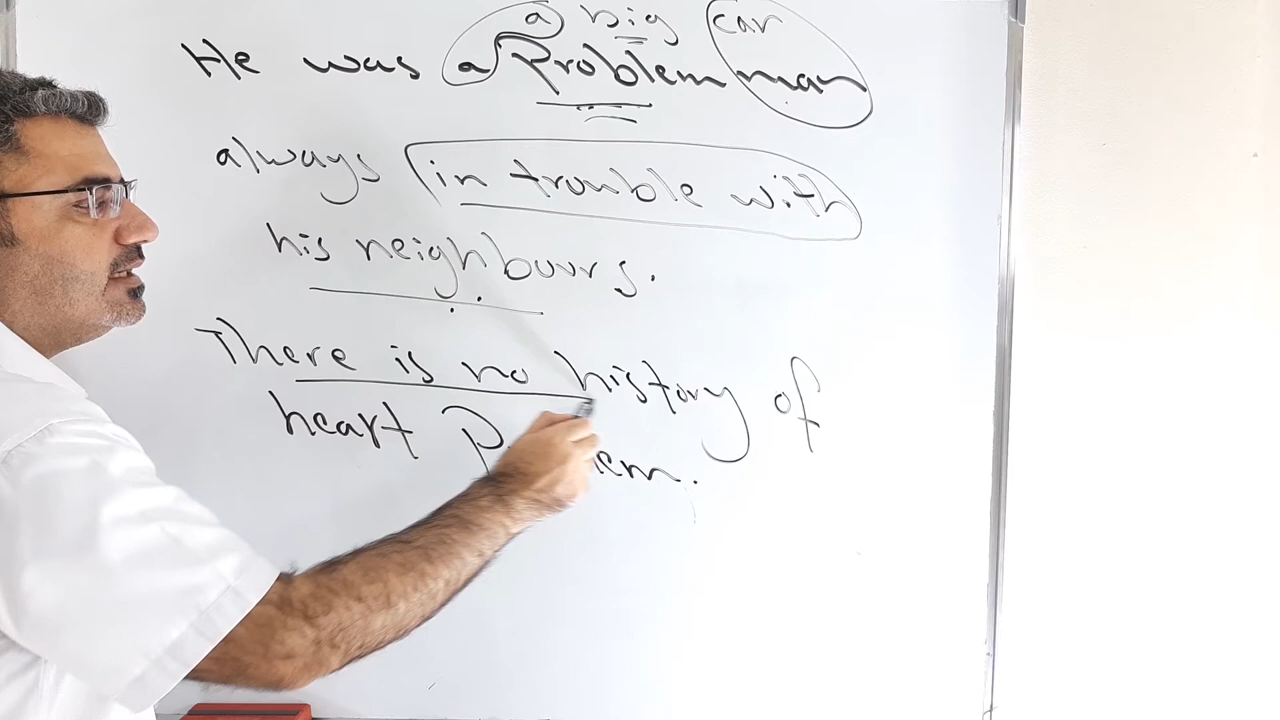 a big car
He was a Problem man
always in trouble with
his neighbours.
There is no history of
heart